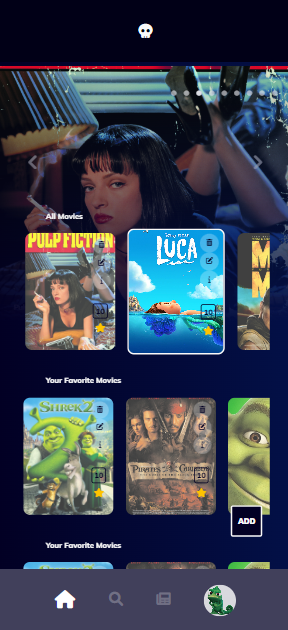 All Movies
PULP FICTION
10
LUCA
10
Your Favorite Movies
SHREK 2
10
PIRATES of the CARIBBEAN
10
ADD
Your Favorite Movies